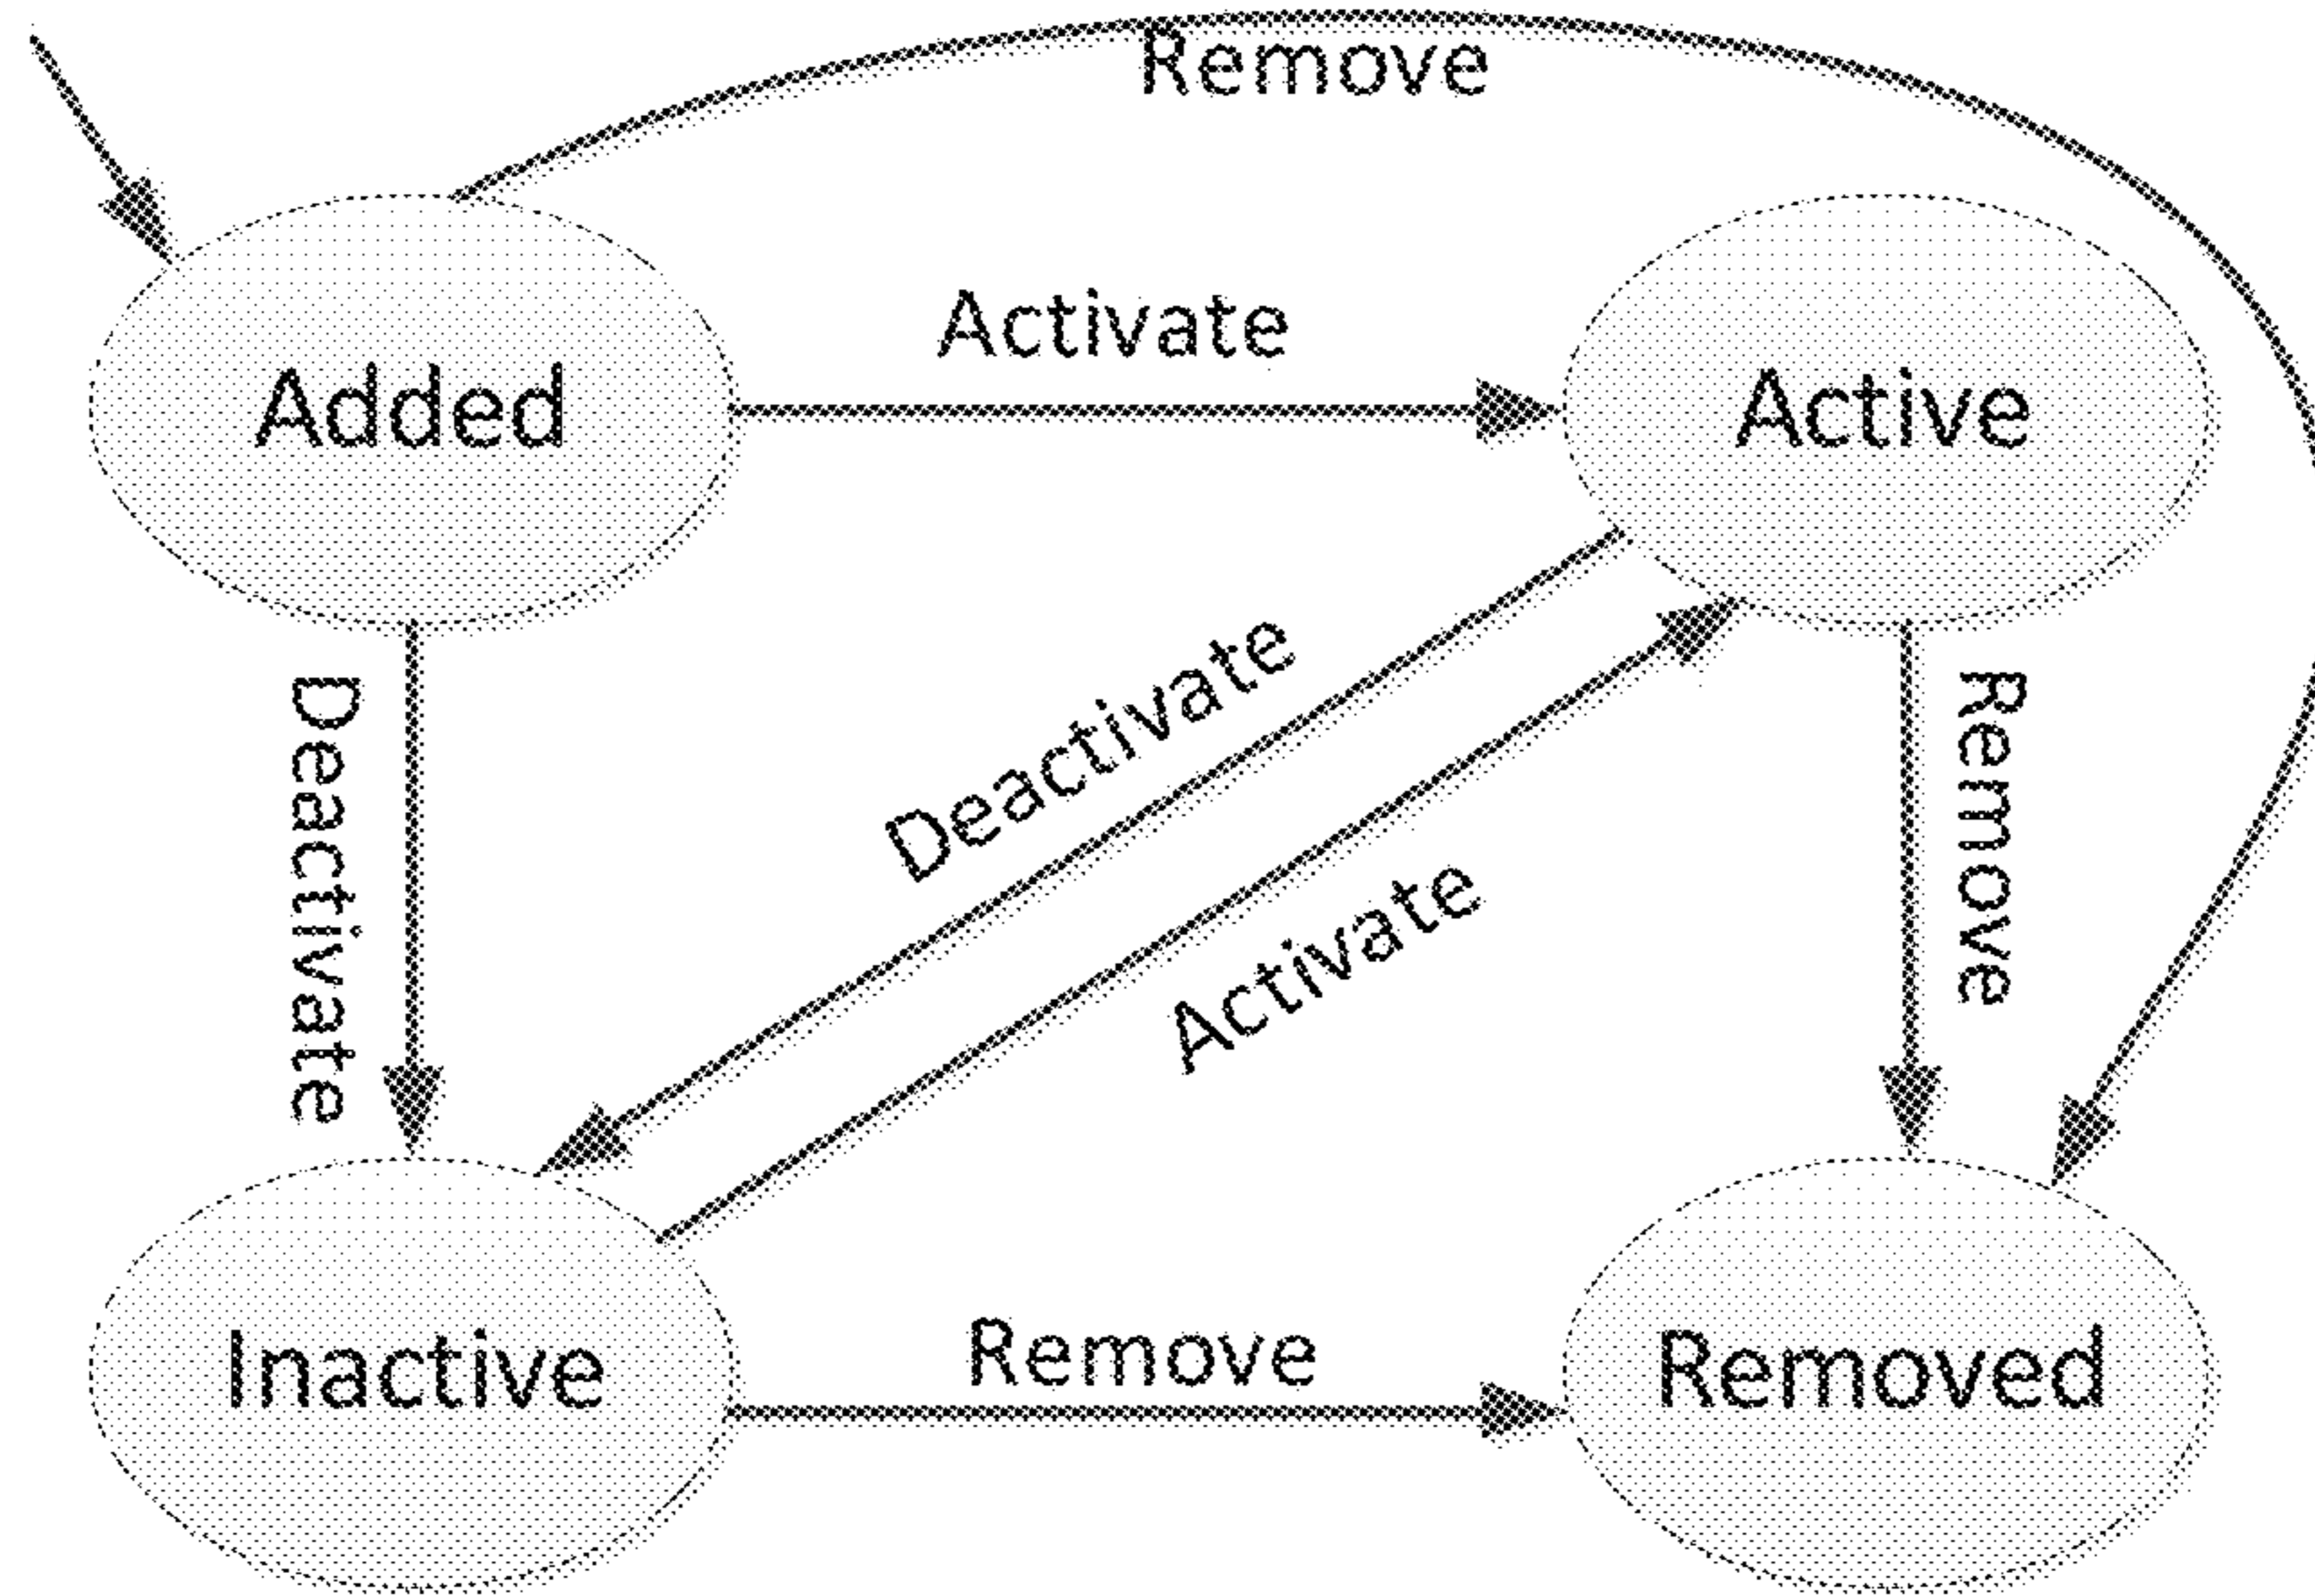 Remove
Activate
Added
Active
Deactivate
Deactivate
Activate
Remove
Inactive
Remove
Removed